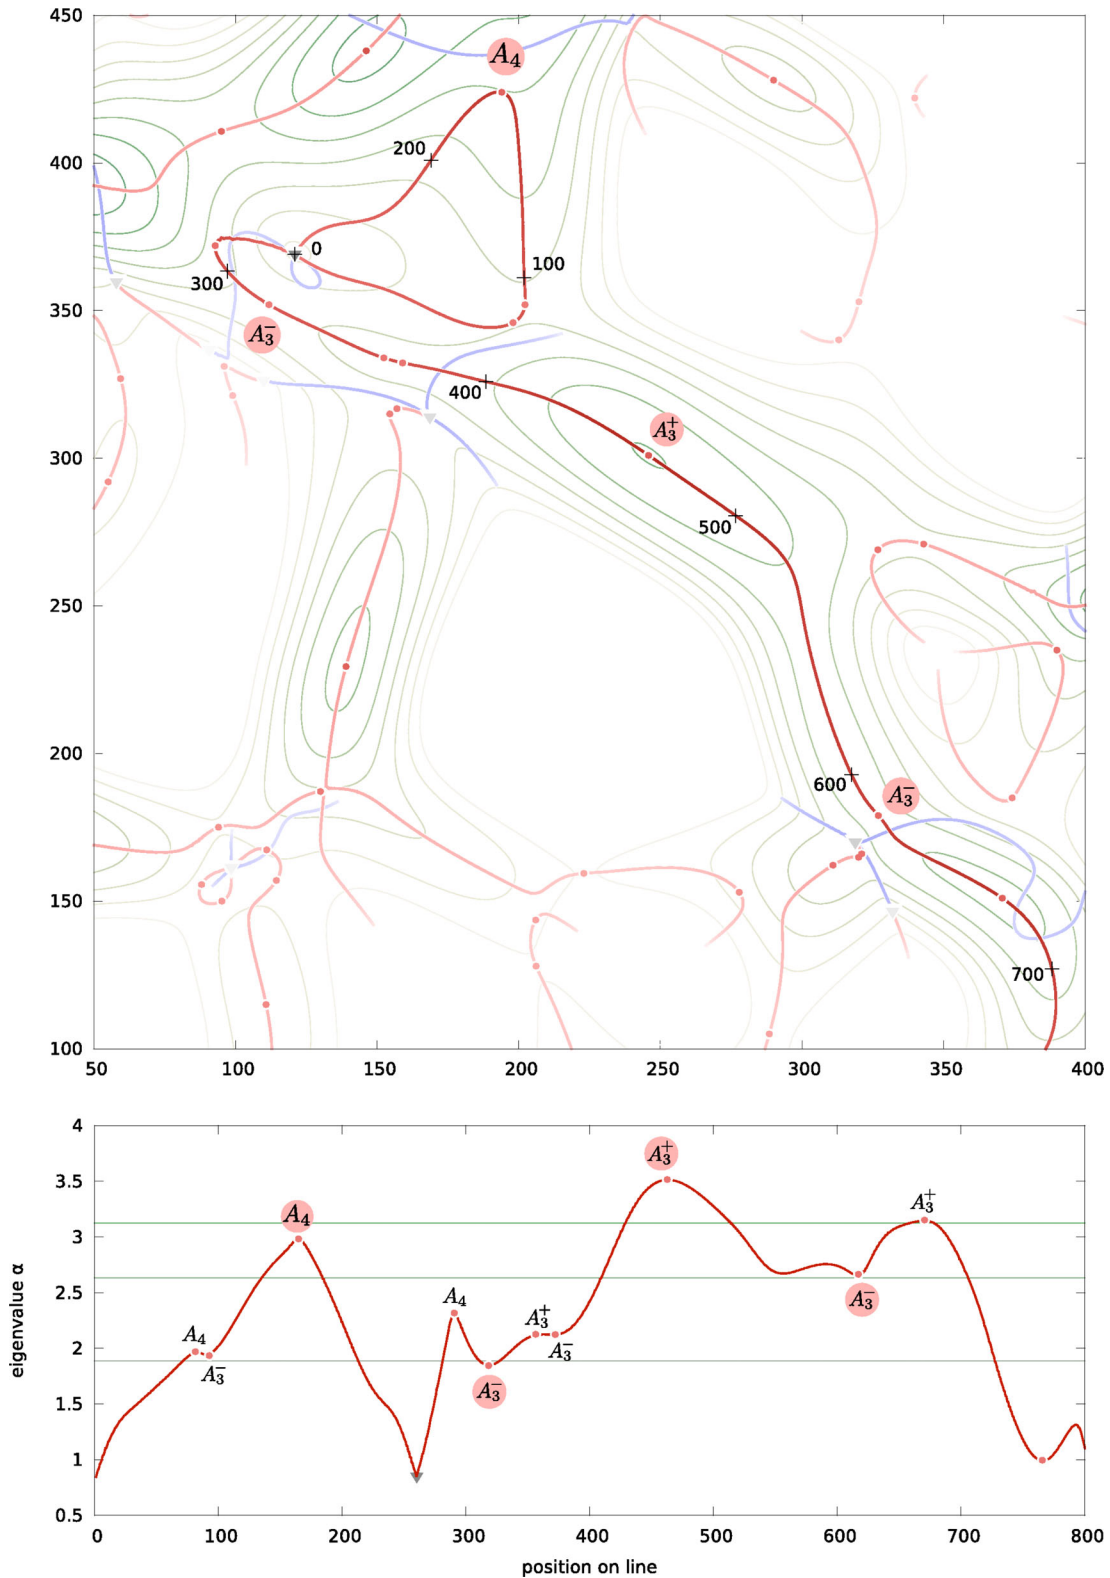 450
A₄
200
400
0
100
300
350
A₃⁻
400
A₃⁺
300
500
250
200
600
A₃⁻
150
700
100
50 100 150 200 250 300 350 400
4
A₃⁺
3.5
A₄ A₃⁺
3
2.5
A₄ A₃⁺ A₃⁻
A₄
2
A₃⁻ A₃⁻
A₃⁻
1.5
1
0.5
eigenvalue α
0 100 200 300 400 500 600 700 800
position on line